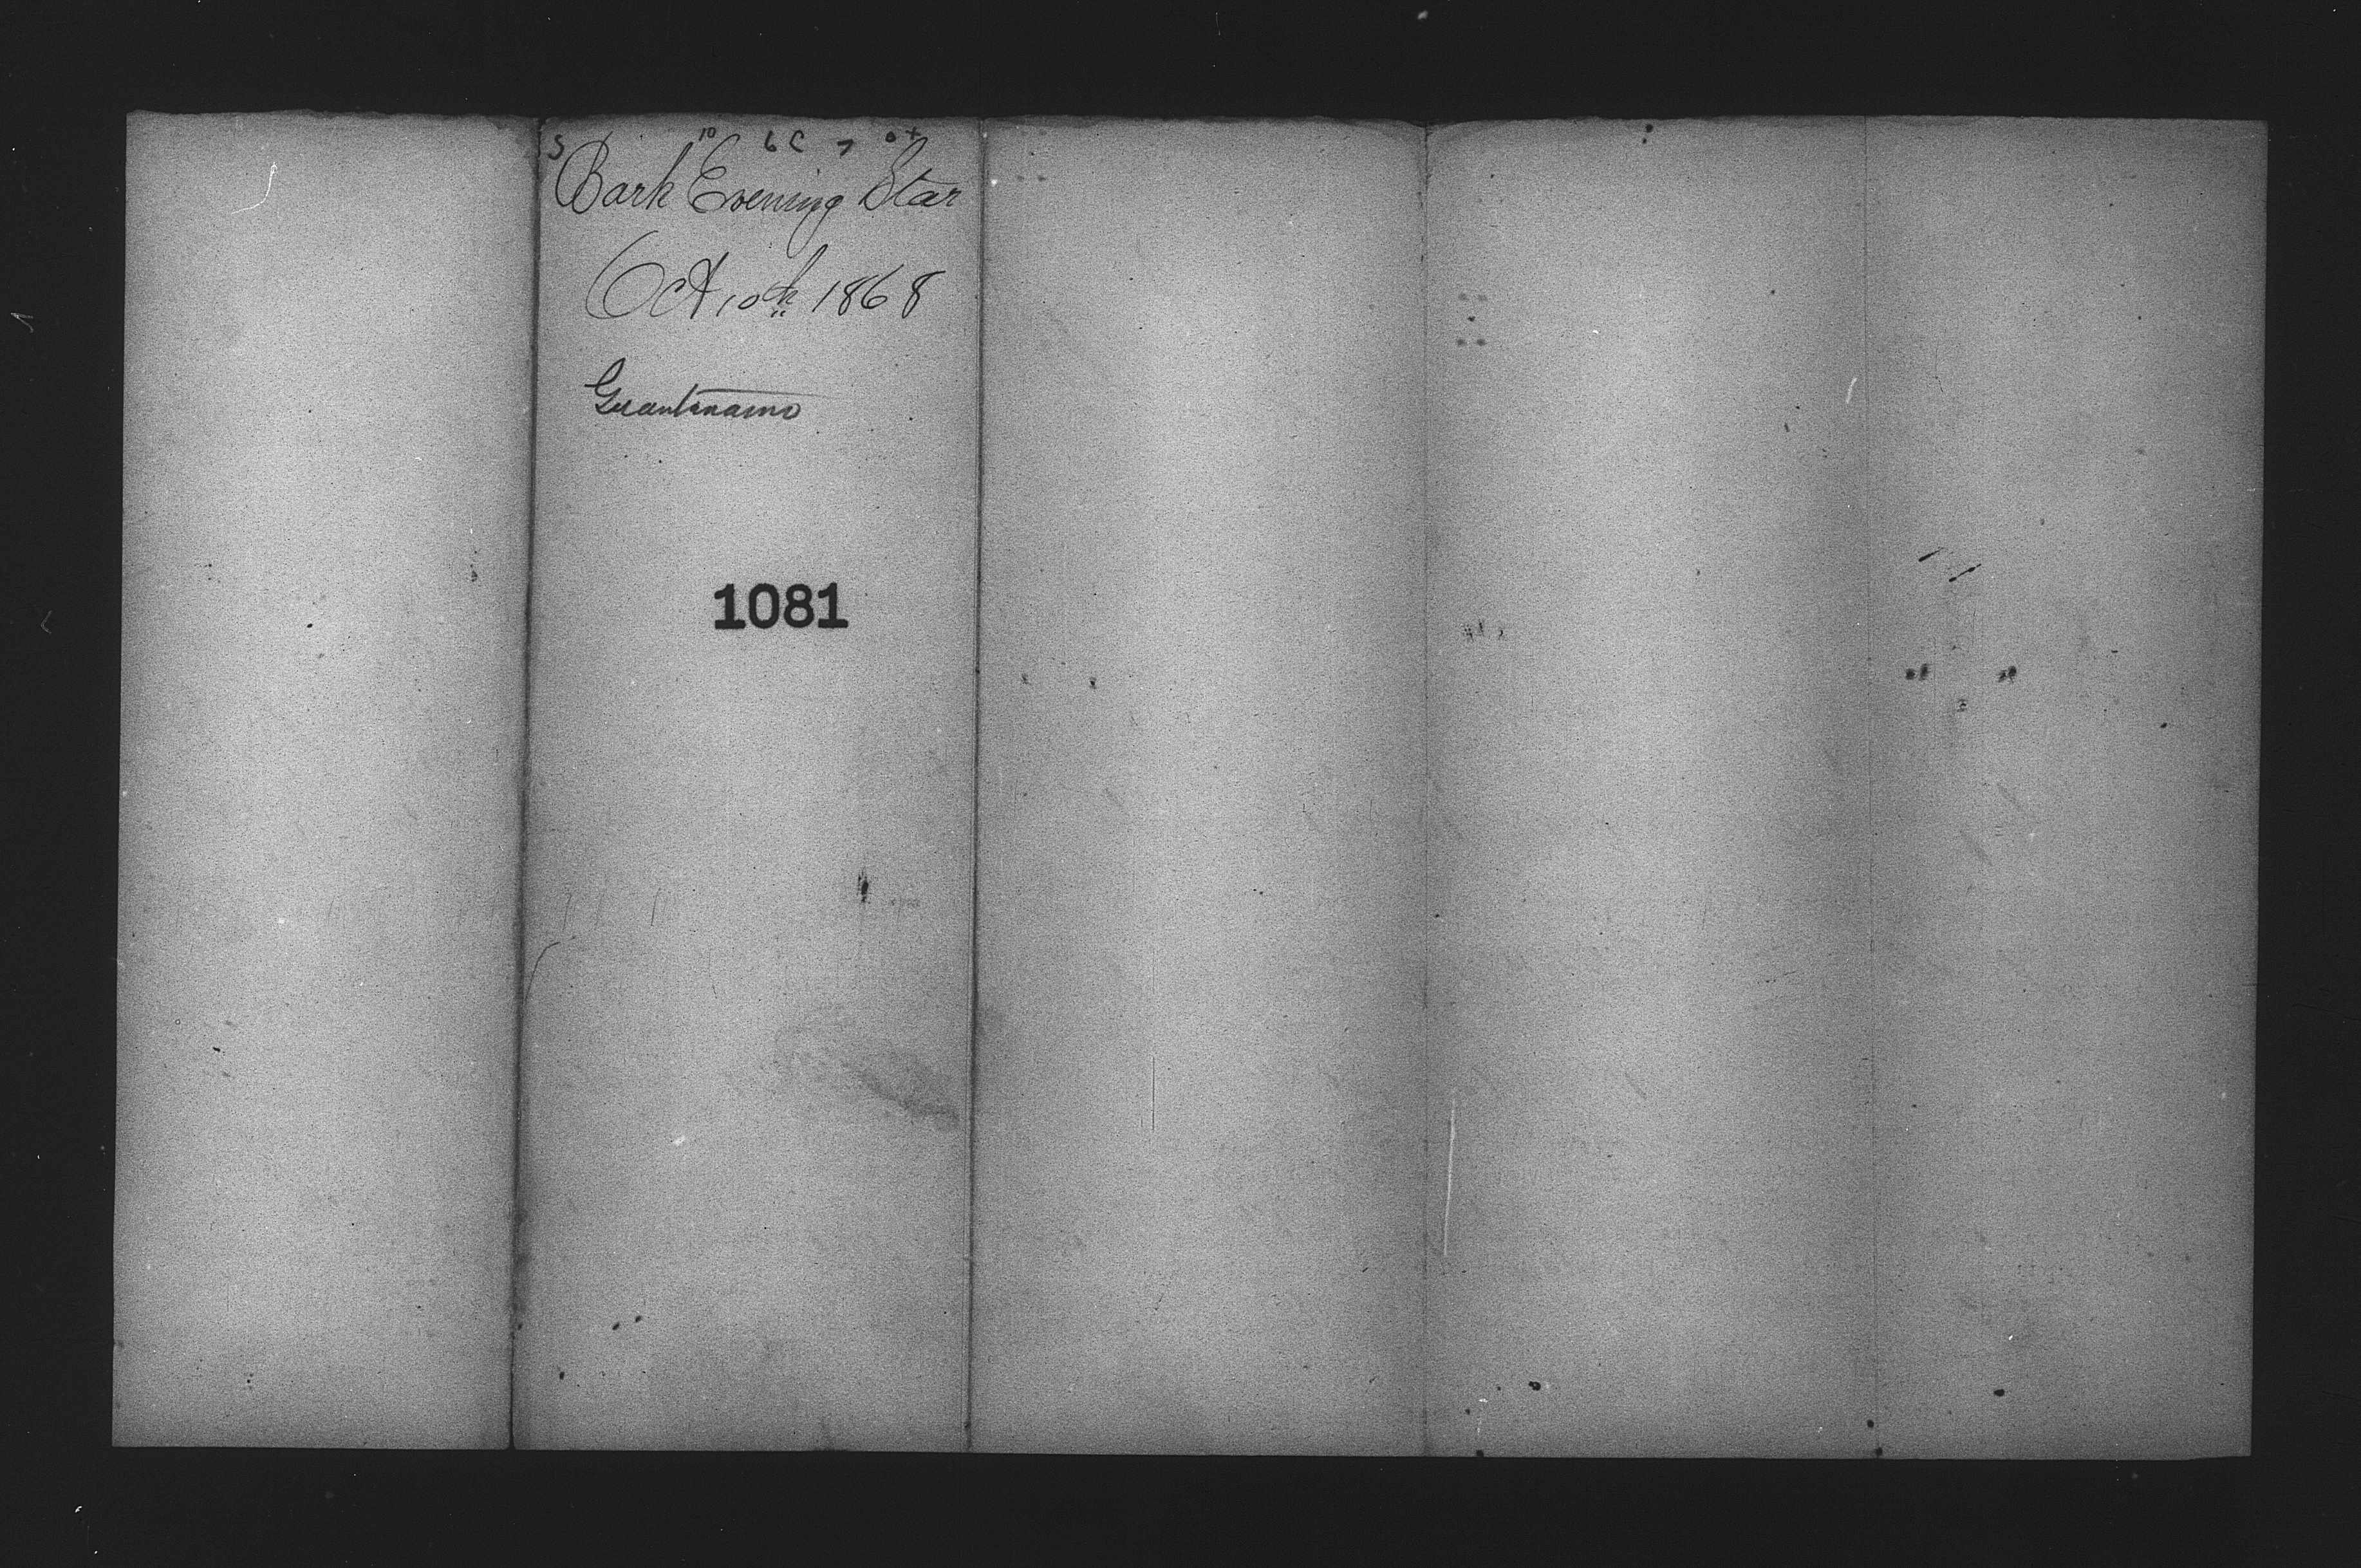 Bark Evening Star
Oct 10th 1868
Guantanamo
1081